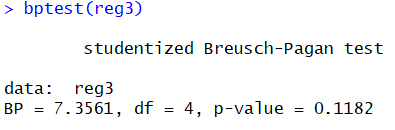 > bptest(reg3)
studentized Breusch-Pagan test
data:  reg3
BP = 7.3561, df = 4, p-value = 0.1182